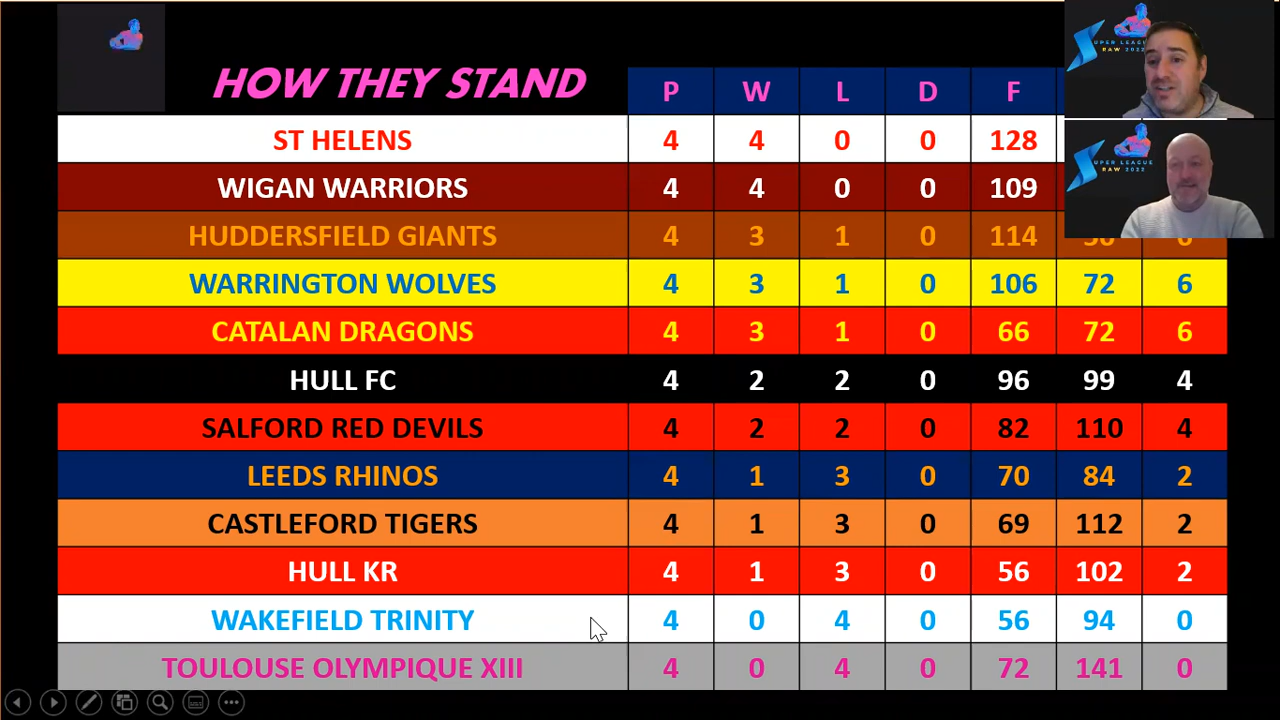 HOW THEY STAND
P W L D F
ST HELENS 4 4 0 0 128
WIGAN WARRIORS 4 4 0 0 109
HUDDERSFIELD GIANTS 4 3 1 0 114
WARRINGTON WOLVES 4 3 1 0 106 72 6
CATALAN DRAGONS 4 3 1 0 66 72 6
HULL FC 4 2 2 0 96 99 4
SALFORD RED DEVILS 4 2 2 0 82 110 4
LEEDS RHINOS 4 1 3 0 70 84 2
CASTLEFORD TIGERS 4 1 3 0 69 112 2
HULL KR 4 1 3 0 56 102 2
WAKEFIELD TRINITY 4 0 4 0 56 94 0
TOULOUSE OLYMPIQUE XIII 4 0 4 0 72 141 0
UPER LEAGUE
RAW 2022
UPER LEAGUE
RAW 2022